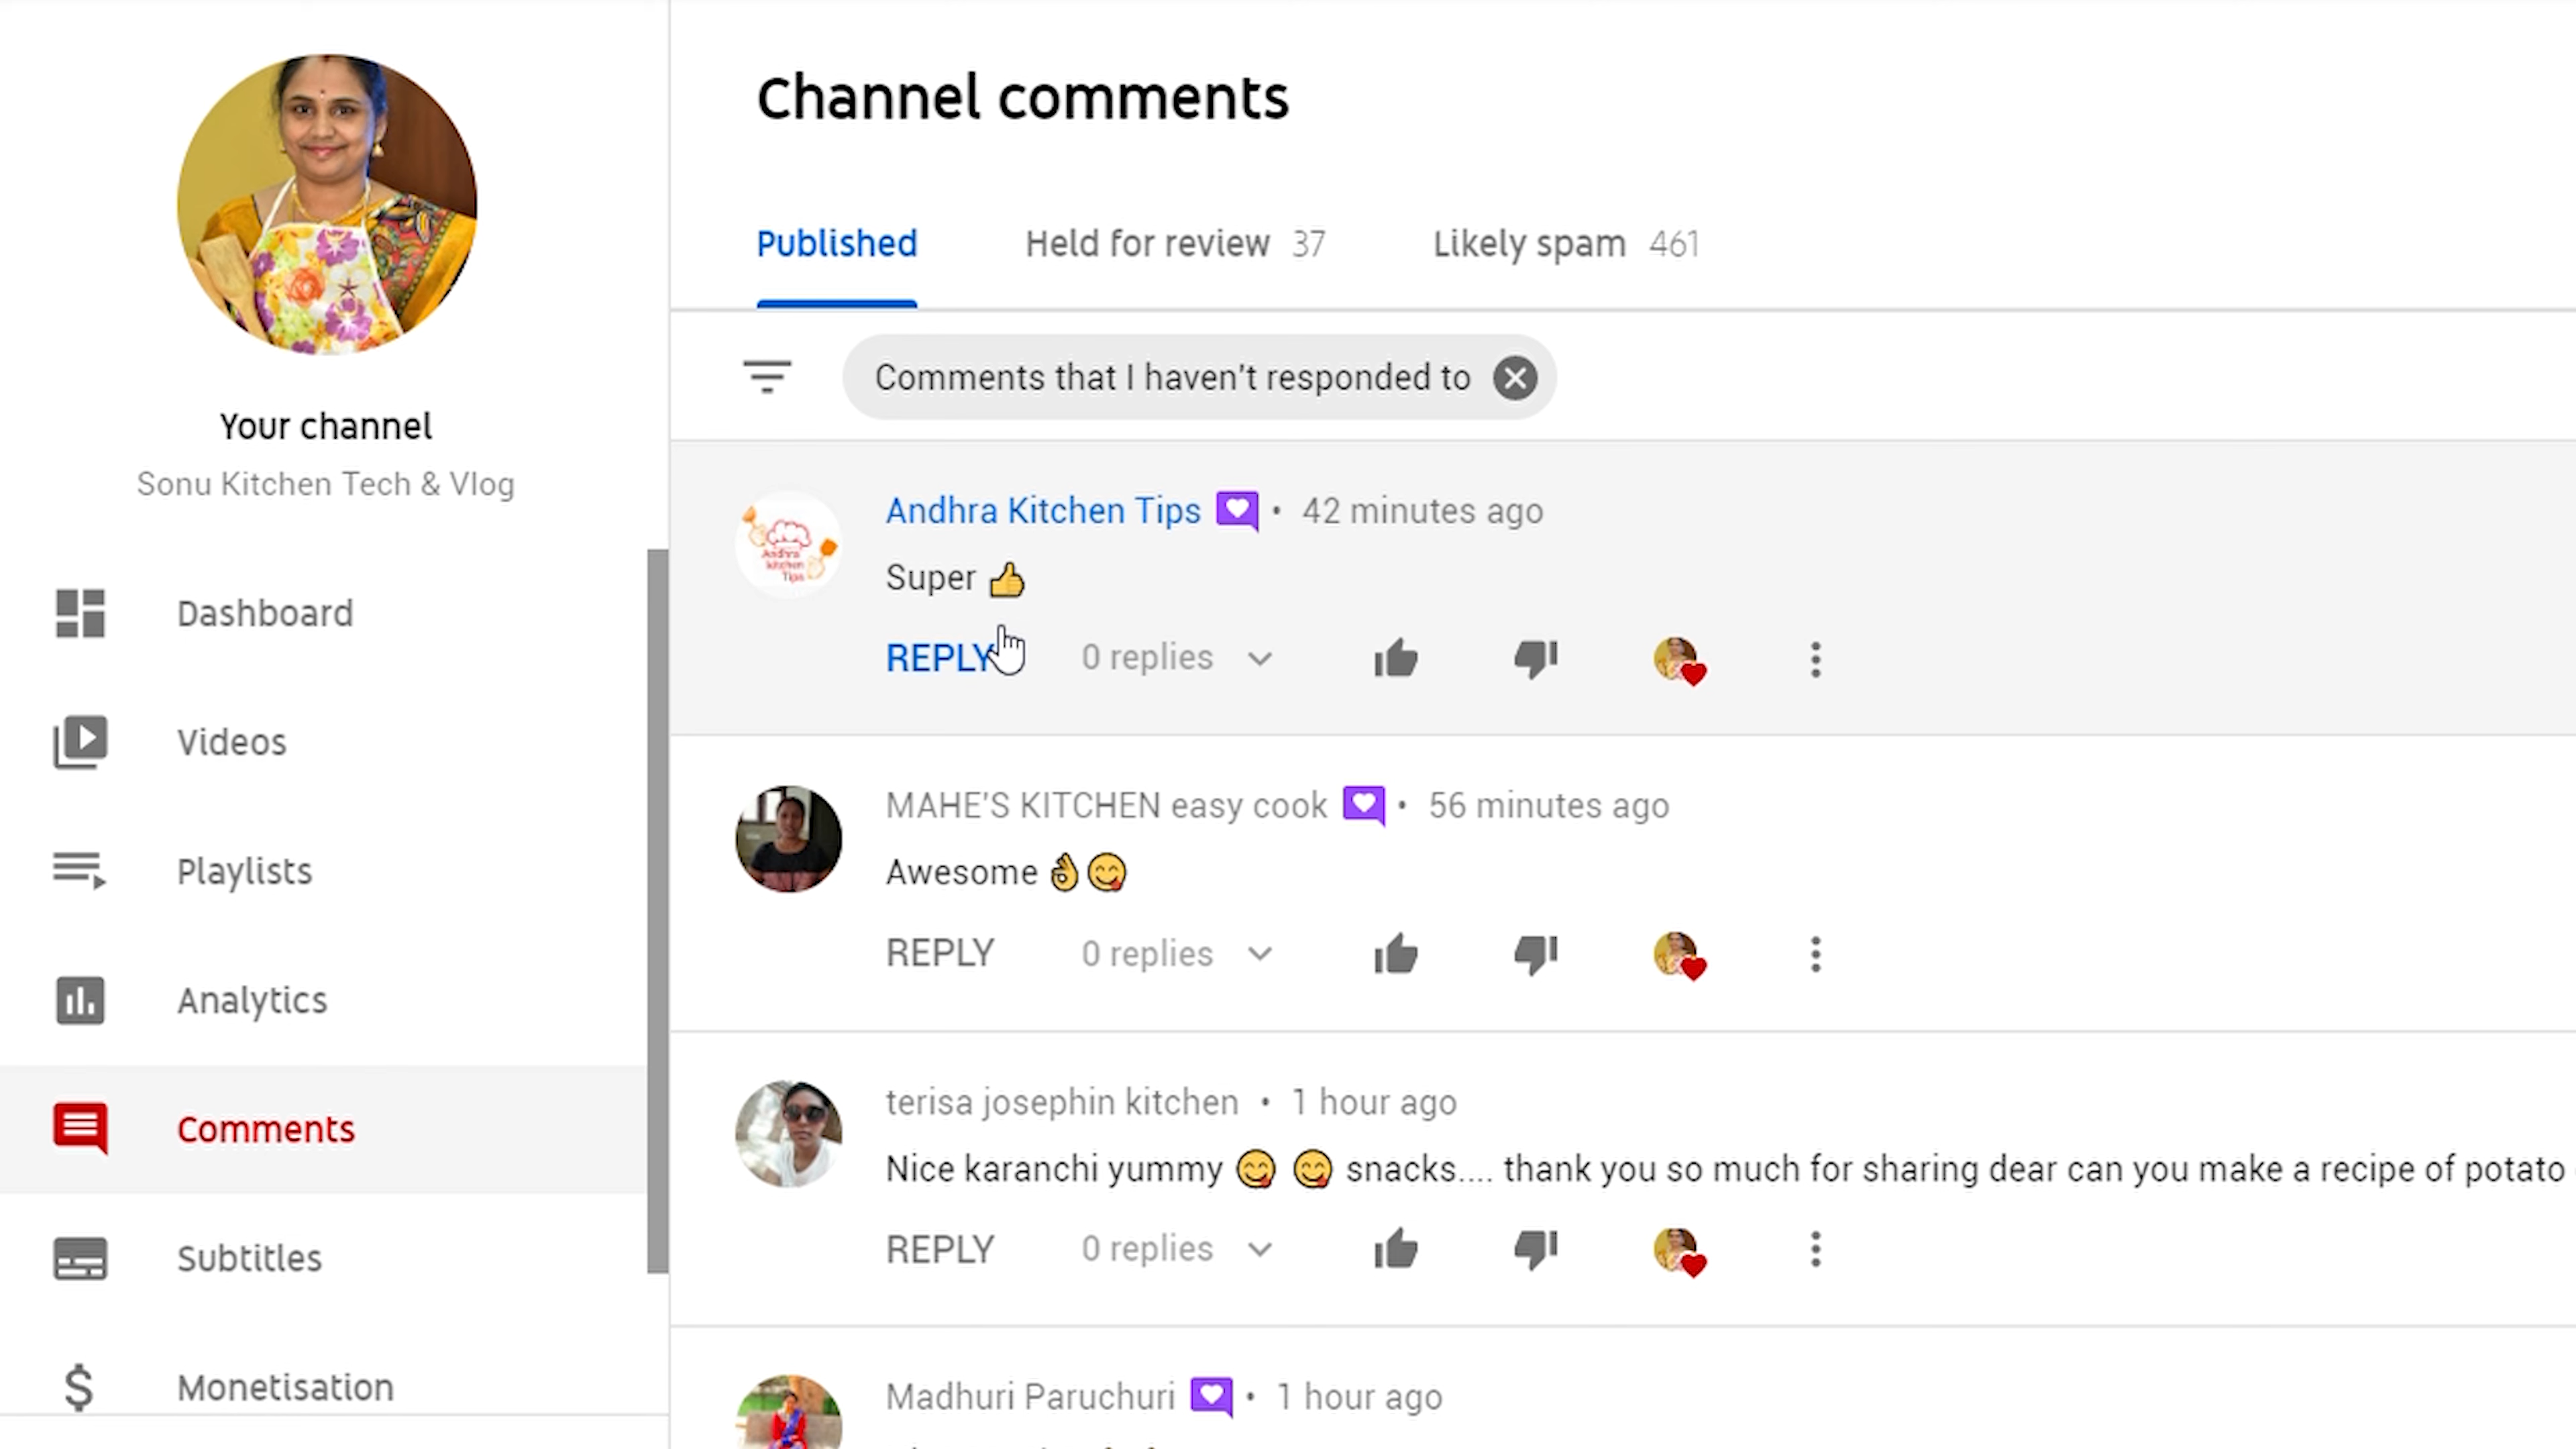 Channel comments
Published
Held for review 37
Likely spam 461
Comments that I haven't responded to
Your channel
Sonu Kitchen Tech & Vlog
Dashboard
Videos
Playlists
Analytics
Comments
Subtitles
Monetisation
Andhra Kitchen Tips
Andhra Kitchen Tips • 42 minutes ago
Super 👍
REPLY 0 replies
MAHE'S KITCHEN easy cook • 56 minutes ago
Awesome 👌😋
REPLY 0 replies
terisa josephin kitchen • 1 hour ago
Nice karanchi yummy 😋 😋 snacks.... thank you so much for sharing dear can you make a recipe of potato
REPLY 0 replies
Madhuri Paruchuri • 1 hour ago